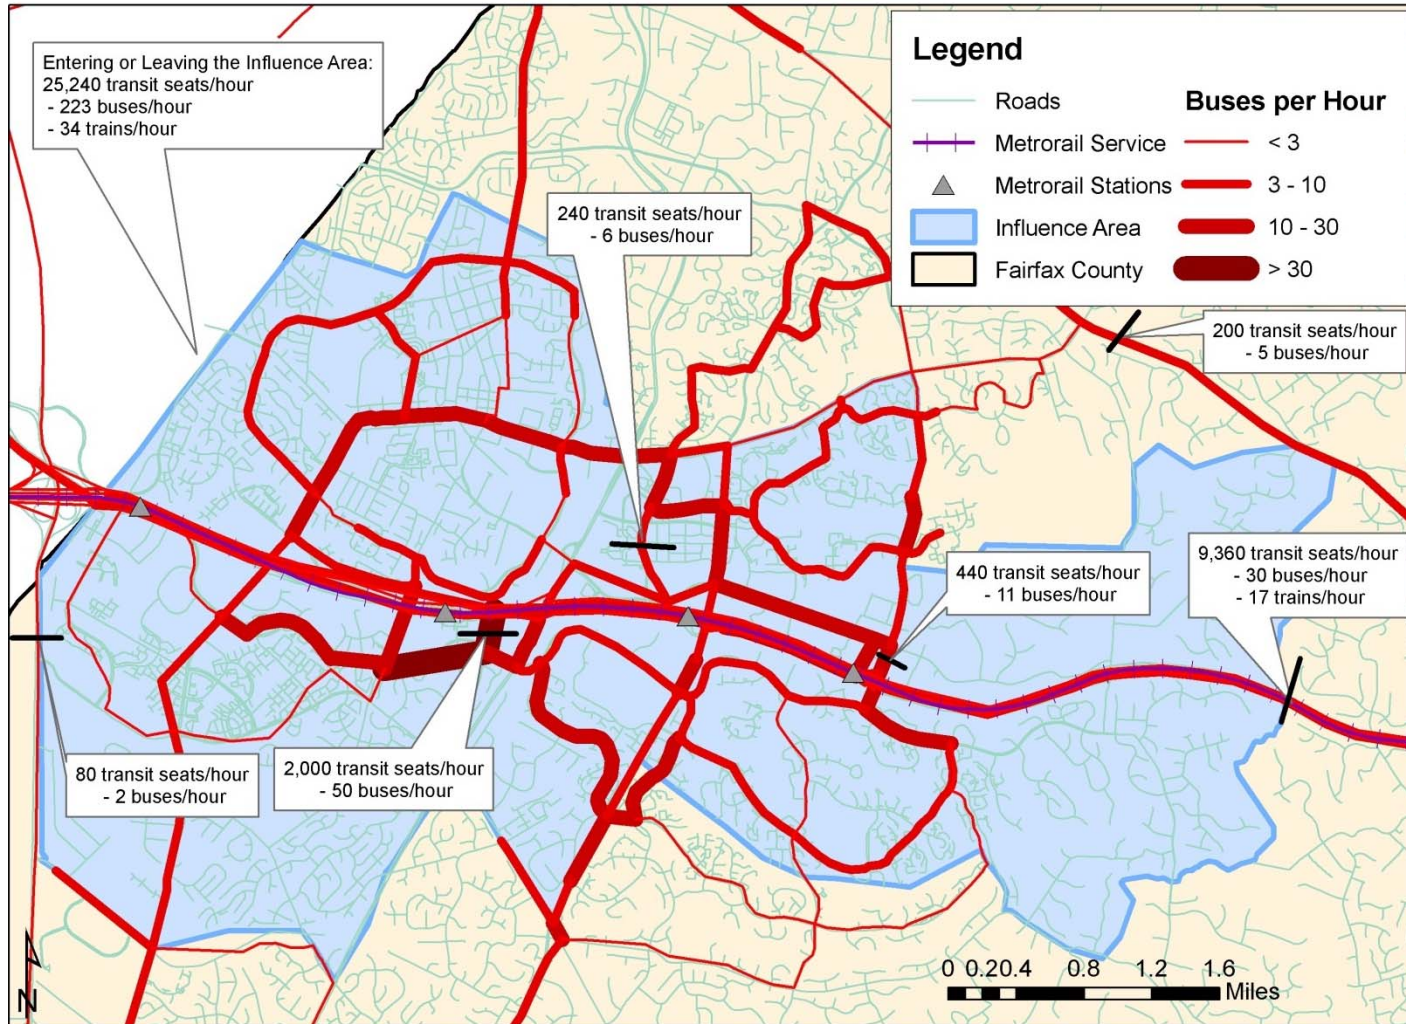 Entering or Leaving the Influence Area:
25,240 transit seats/hour
- 223 buses/hour
- 34 trains/hour
240 transit seats/hour
- 6 buses/hour
Legend
Roads
Metrorail Service
Metrorail Stations
Influence Area
Fairfax County
Buses per Hour
< 3
3 - 10
10 - 30
> 30
200 transit seats/hour
- 5 buses/hour
440 transit seats/hour
- 11 buses/hour
9,360 transit seats/hour
- 30 buses/hour
- 17 trains/hour
80 transit seats/hour
- 2 buses/hour
2,000 transit seats/hour
- 50 buses/hour
N
0 0.20.4 0.8 1.2 1.6
Miles